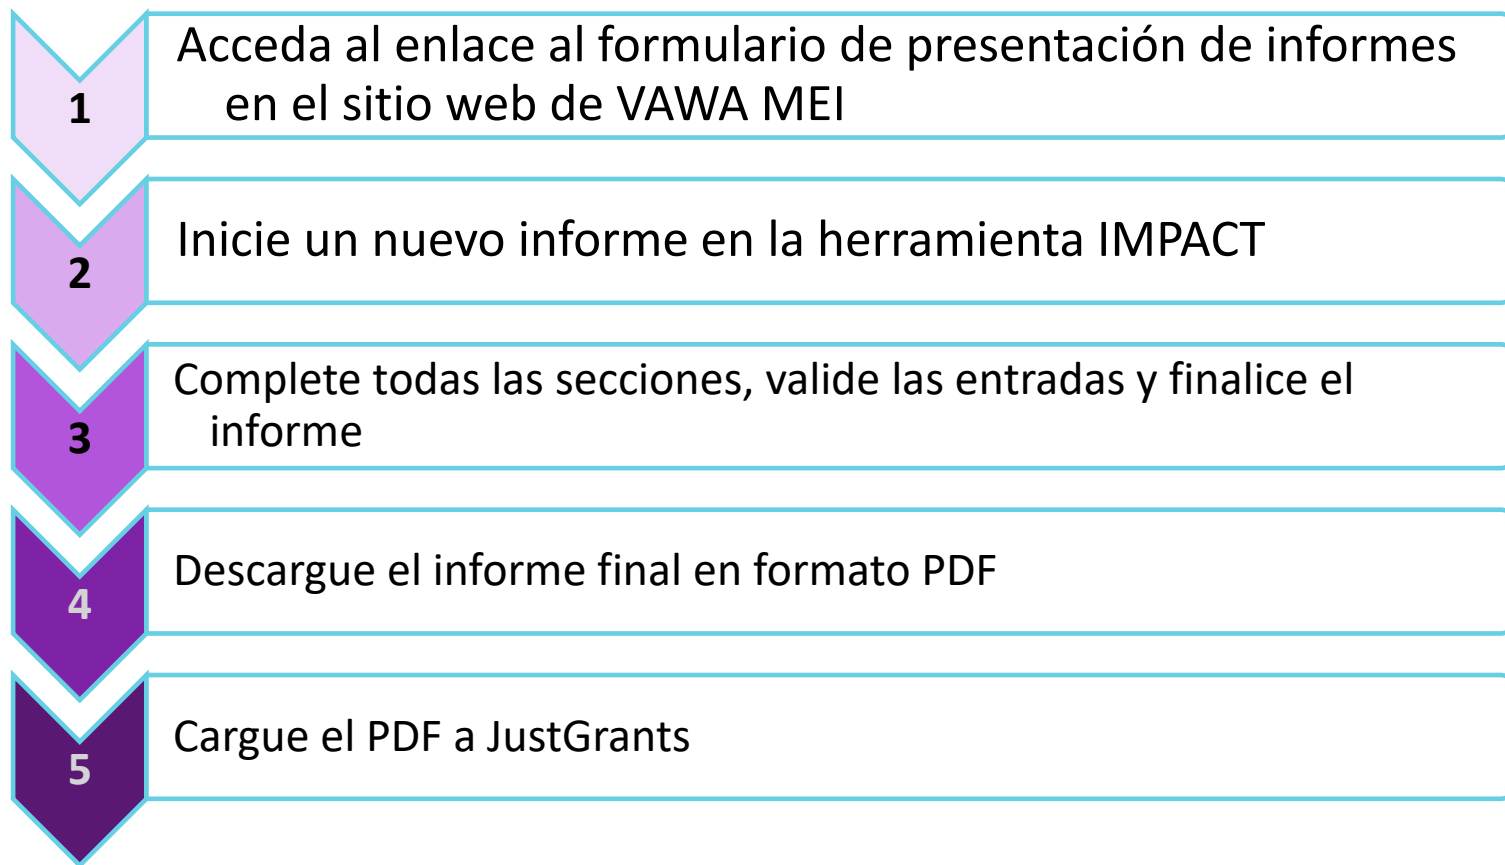 1
Acceda al enlace al formulario de presentación de informes
en el sitio web de VAWA MEI
2
Inicie un nuevo informe en la herramienta IMPACT
3
Complete todas las secciones, valide las entradas y finalice el
informe
4
Descargue el informe final en formato PDF
5
Cargue el PDF a JustGrants